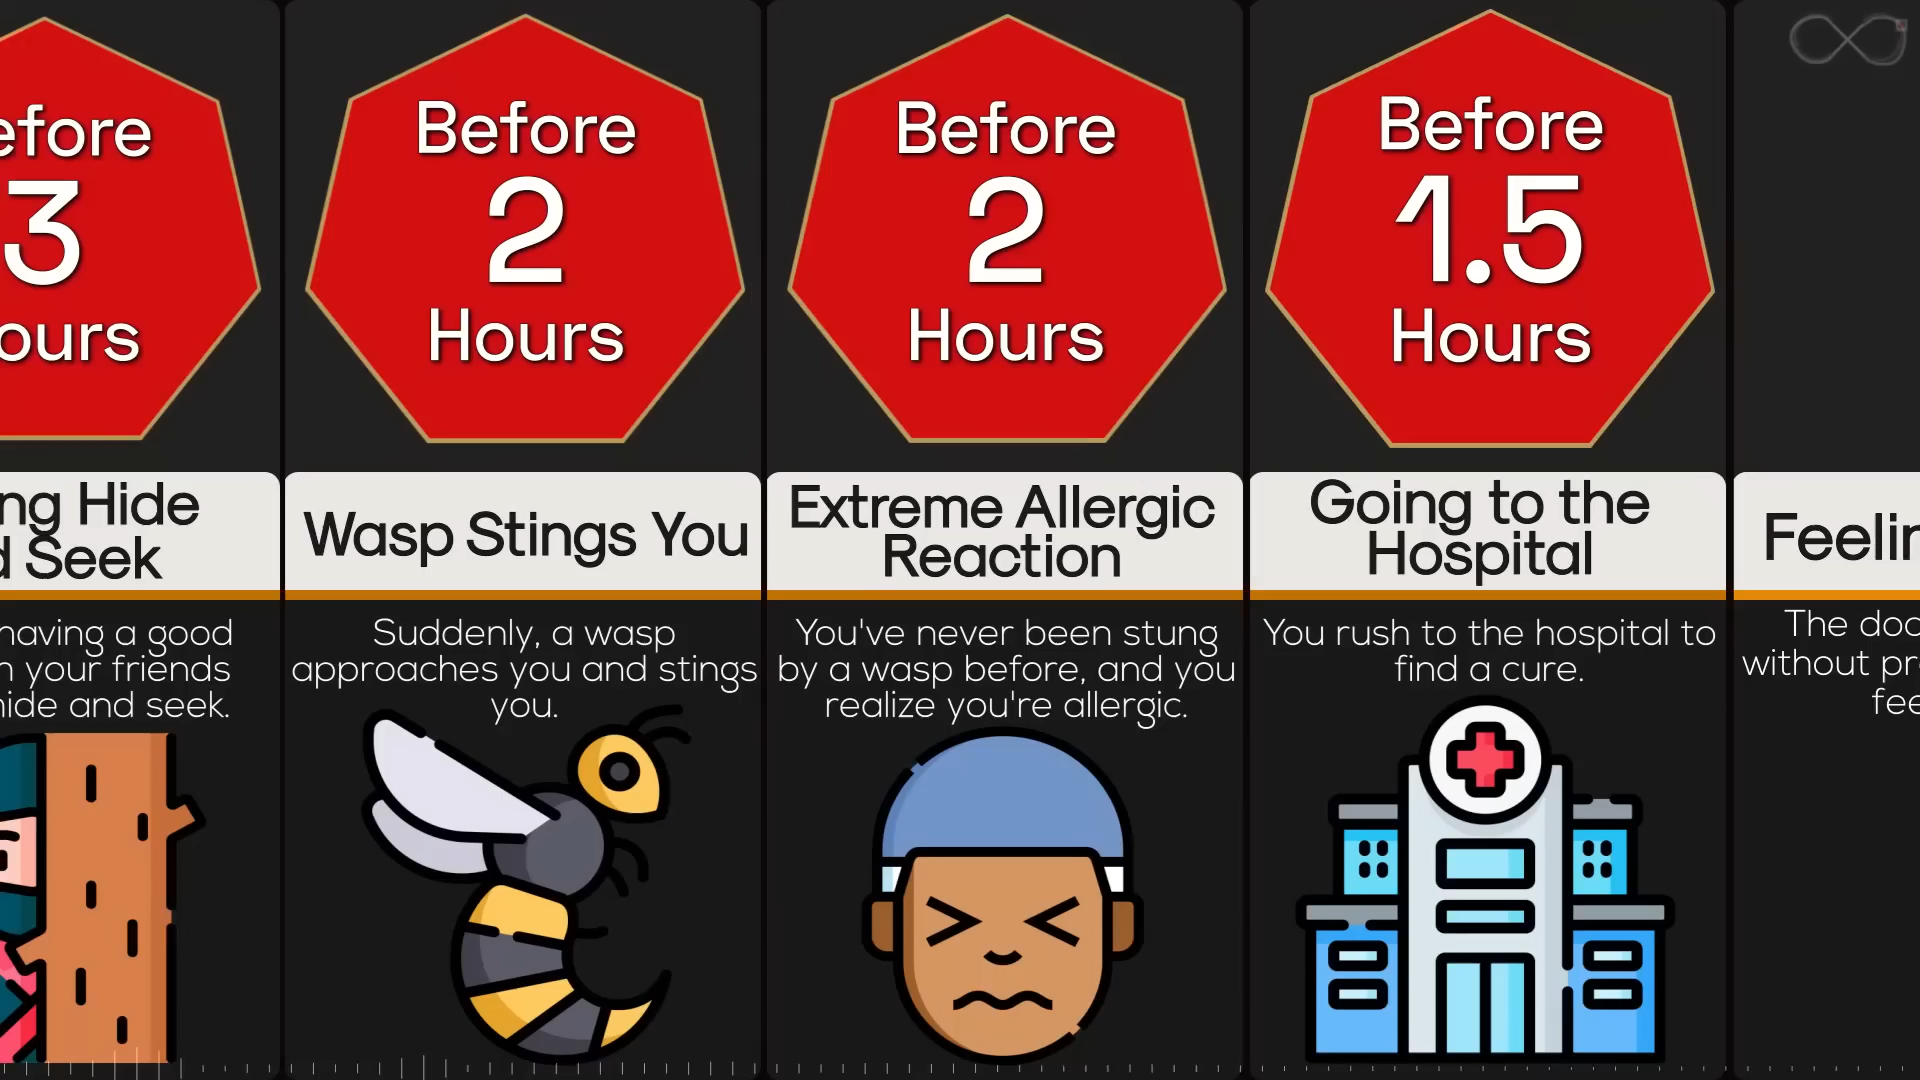 efore
3
ours
ng Hide
d Seek
having a good
n your friends
hide and seek.
Before
2
Hours
Wasp Stings You
Suddenly, a wasp
approaches you and stings
you.
Before
2
Hours
Extreme Allergic
Reaction
You've never been stung
by a wasp before, and you
realize you're allergic.
Before
1.5
Hours
Going to the
Hospital
You rush to the hospital to
find a cure.
Feelin
The doc
without pr
fee